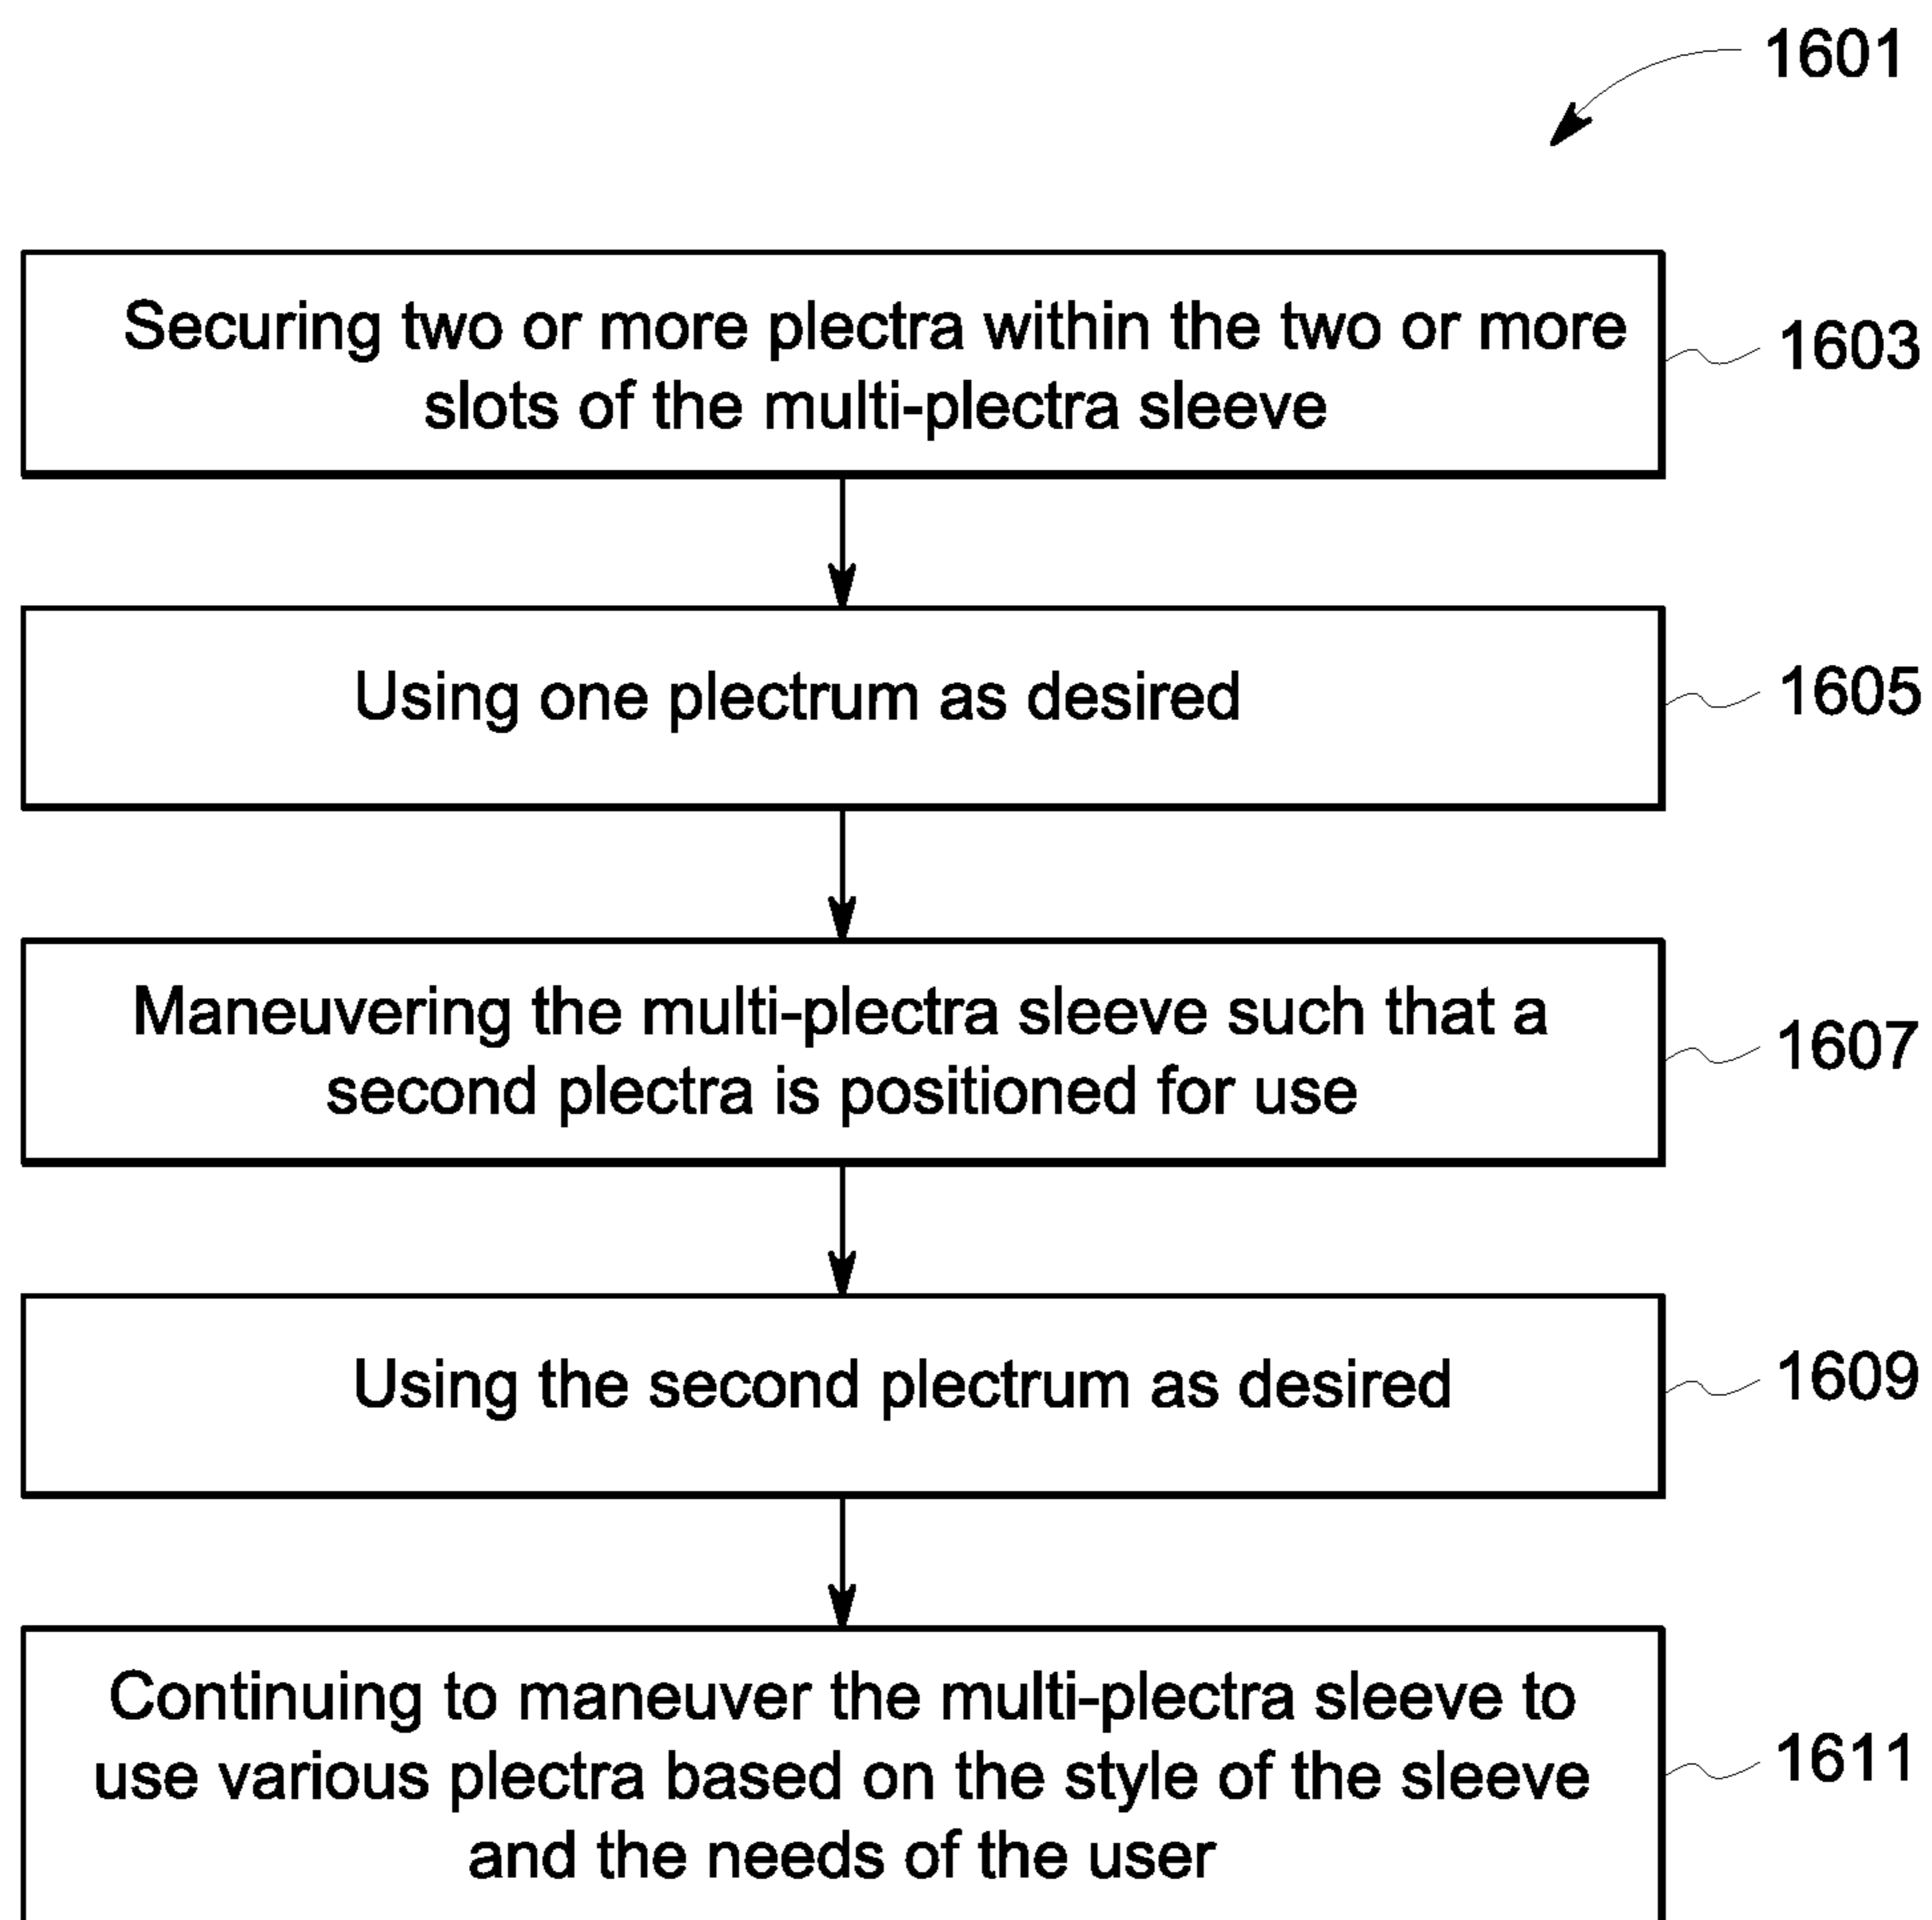 1601
Securing two or more plectra within the two or more
slots of the multi-plectra sleeve
1603
Using one plectrum as desired
1605
Maneuvering the multi-plectra sleeve such that a
second plectra is positioned for use
1607
Using the second plectrum as desired
1609
Continuing to maneuver the multi-plectra sleeve to
use various plectra based on the style of the sleeve
and the needs of the user
1611